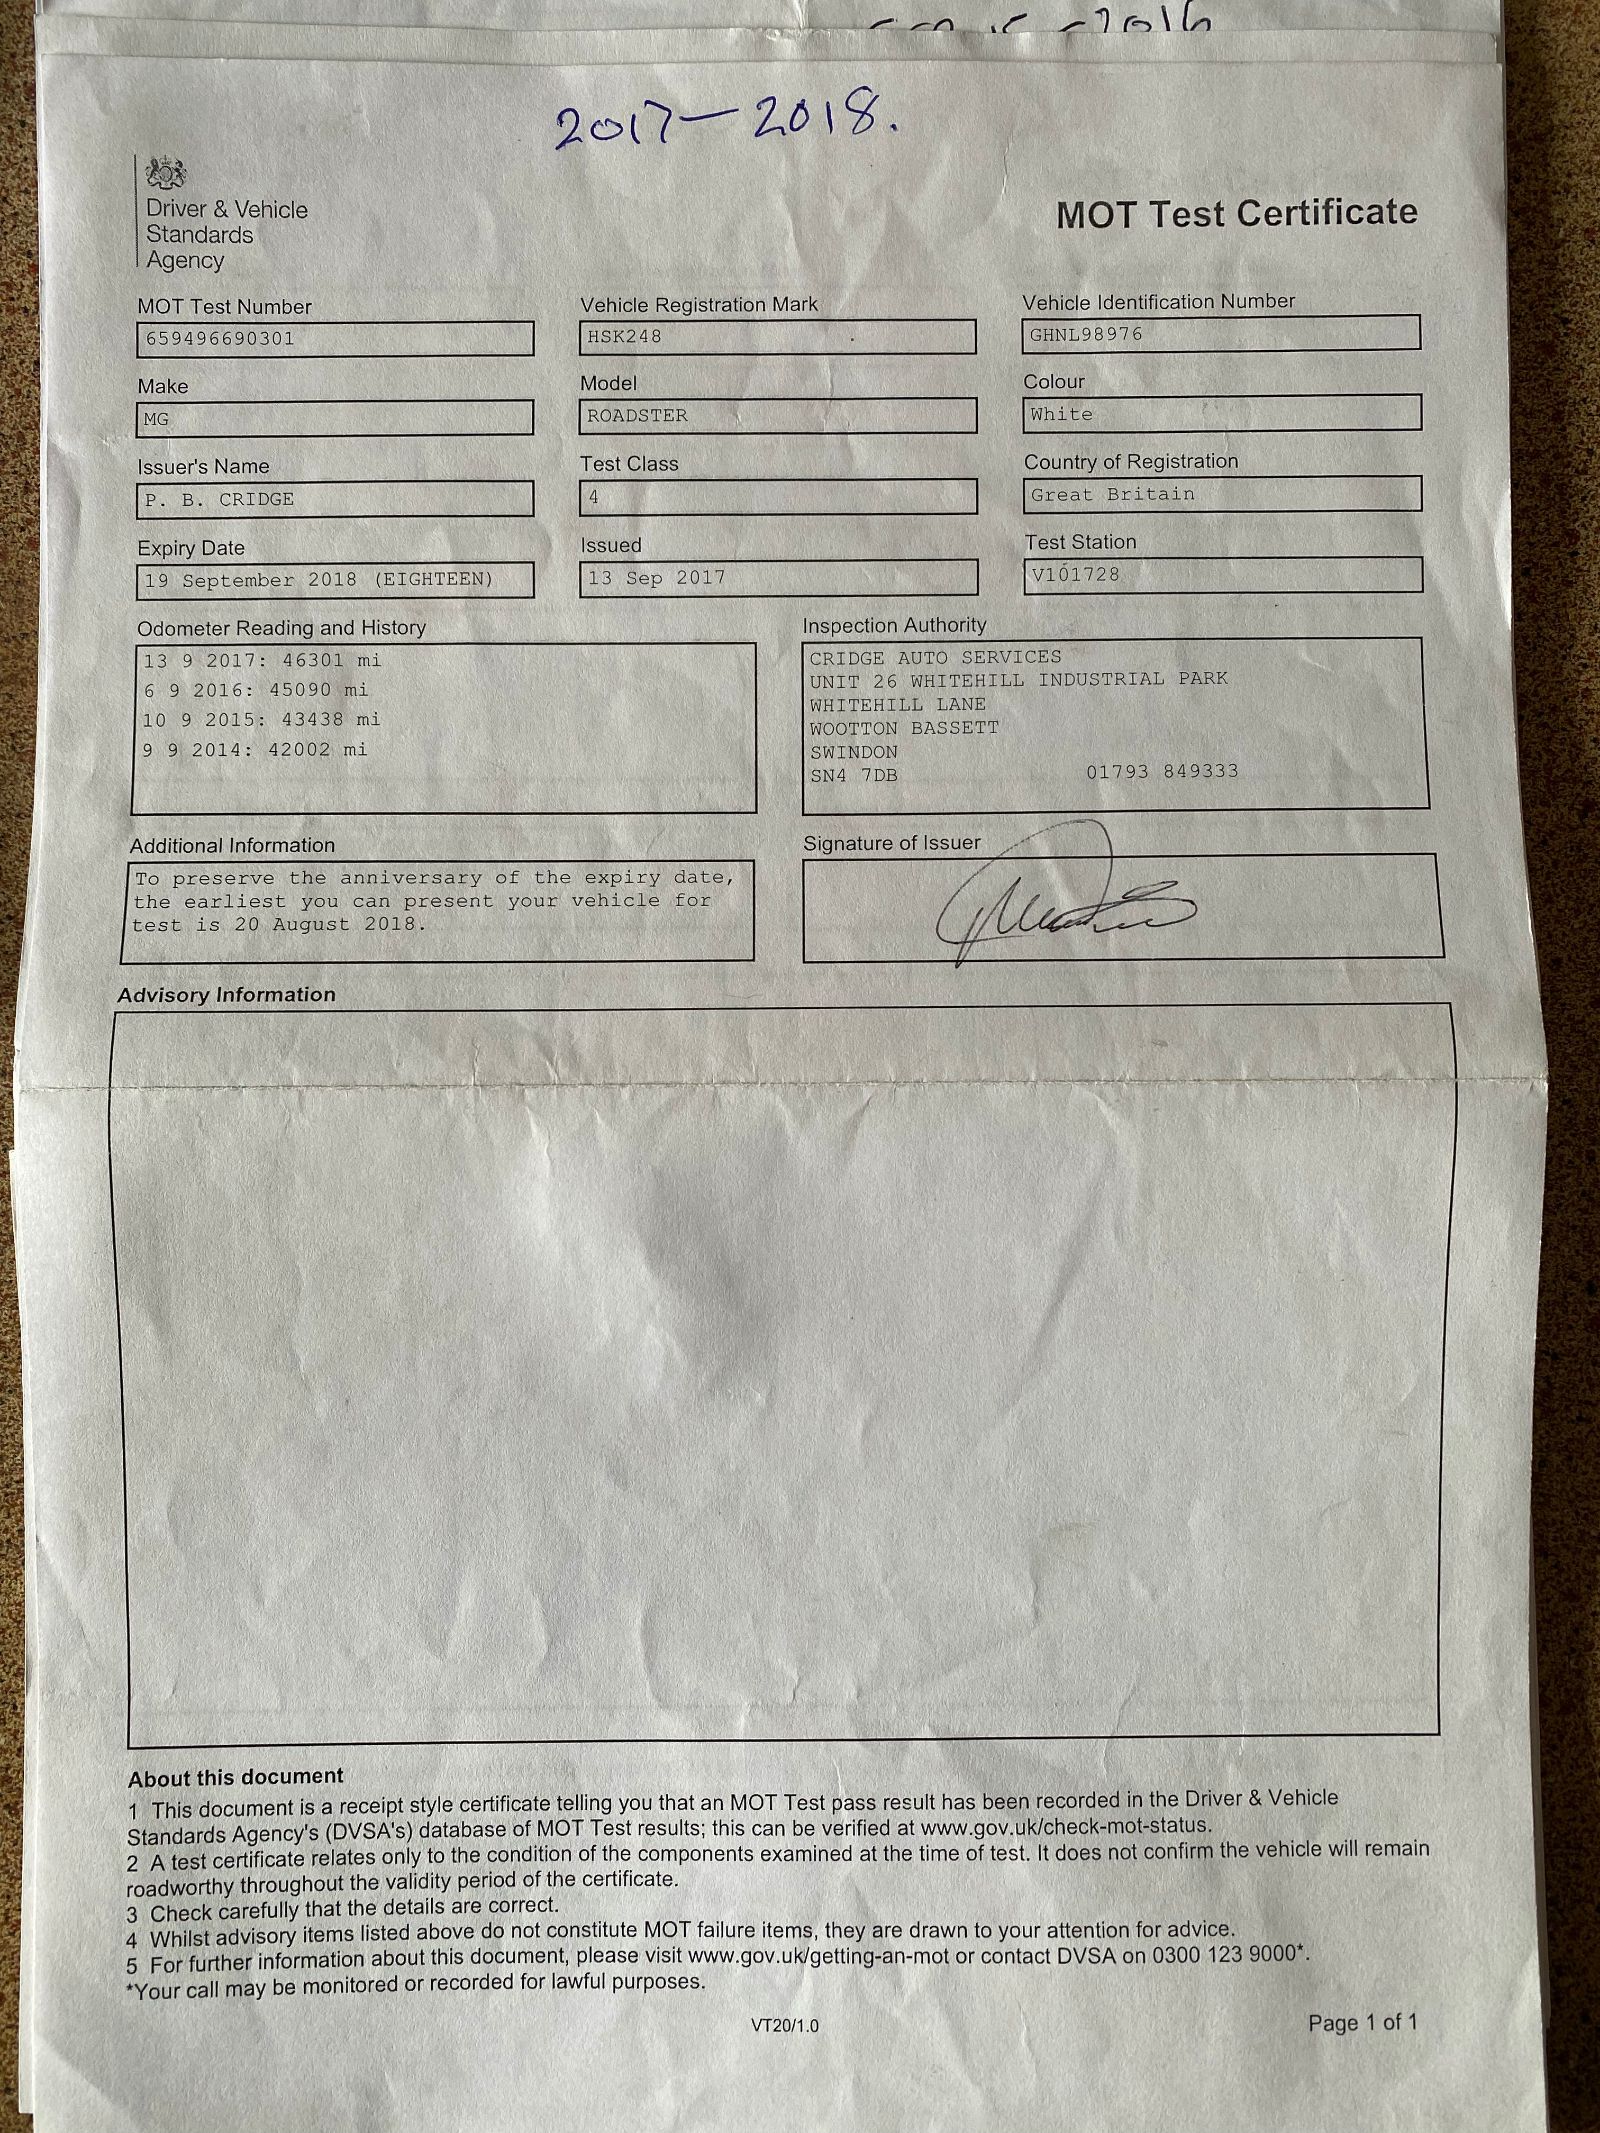 2016
2017-2018.
Driver & Vehicle
Standards
Agency
MOT Test Certificate
MOT Test Number
Vehicle Registration Mark
Vehicle Identification Number
659496690301
HSK248
GHNL98976
Make
Model
Colour
MG
ROADSTER
White
Issuer's Name
Test Class
Country of Registration
P. B. CRIDGE
4
Great Britain
Expiry Date
Issued
Test Station
19 September 2018 (EIGHTEEN)
13 Sep 2017
V101728
Odometer Reading and History
13 9 2017: 46301 mi
6 9 2016: 45090 mi
10 9 2015: 43438 mi
9 9 2014: 42002 mi
Inspection Authority
CRIDGE AUTO SERVICES
UNIT 26 WHITEHILL INDUSTRIAL PARK
WHITEHILL LANE
WOOTTON BASSETT
SWINDON
SN4 7DB 01793 849333
Additional Information
To preserve the anniversary of the expiry date,
the earliest you can present your vehicle for
test is 20 August 2018.
Signature of Issuer
Advisory Information
About this document
1 This document is a receipt style certificate telling you that an MOT Test pass result has been recorded in the Driver & Vehicle
Standards Agency's (DVSA's) database of MOT Test results; this can be verified at www.gov.uk/check-mot-status.
2 A test certificate relates only to the condition of the components examined at the time of test. It does not confirm the vehicle will remain
roadworthy throughout the validity period of the certificate.
3 Check carefully that the details are correct.
4 Whilst advisory items listed above do not constitute MOT failure items, they are drawn to your attention for advice.
5 For further information about this document, please visit www.gov.uk/getting-an-mot or contact DVSA on 0300 123 9000*.
*Your call may be monitored or recorded for lawful purposes.
VT20/1.0
Page 1 of 1